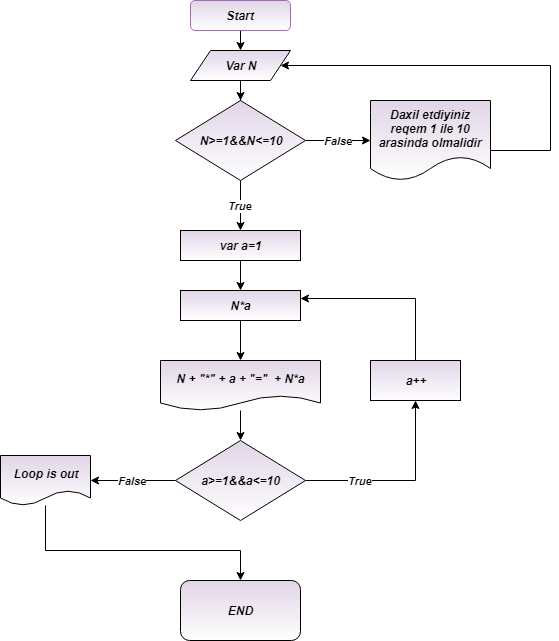 Start
Var N
N>=1&&N<=10
False
Daxil etdiyiniz
reqem 1 ile 10
arasinda olmalidir
True
var a=1
N*a
N + "*" + a + "=" + N*a
a++
a>=1&&a<=10
True
False
Loop is out
END